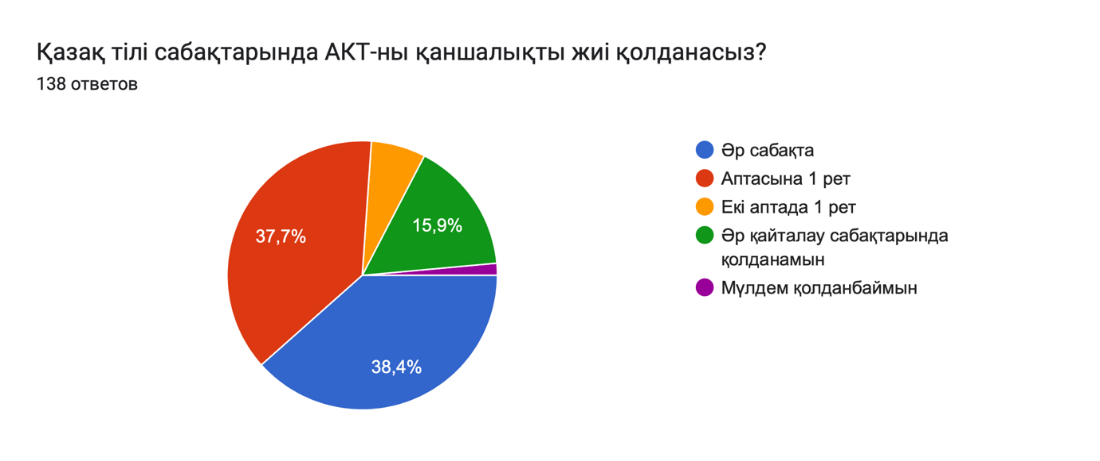 Қазақ тілі сабақтарында АКТ-ны қаншалықты жиі қолданасыз?
138 ответов
37,7%
15,9%
38,4%
Әр сабақта
Аптасына 1 рет
Екі аптада 1 рет
Әр қайталау сабақтарында
қолданамын
Мүлдем қолданбаймын